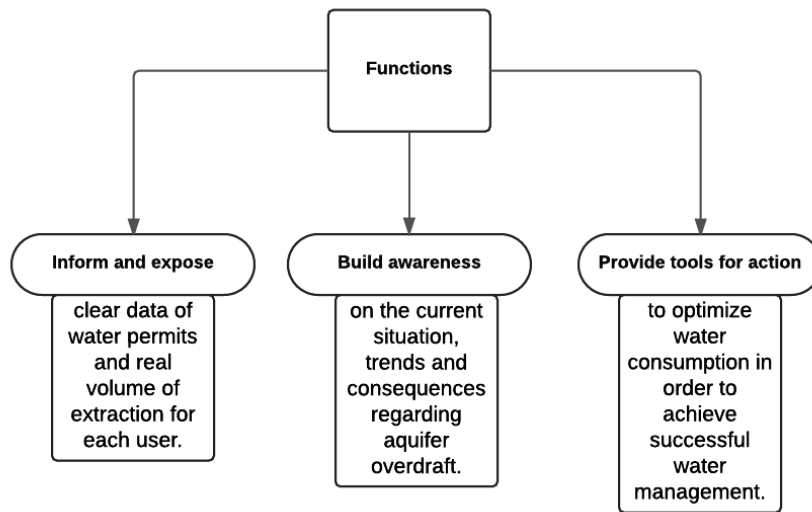 Functions
Inform and expose
clear data of
water permits
and real
volume of
extraction for
each user.
Build awareness
on the current
situation,
trends and
consequences
regarding
aquifer
overdraft.
Provide tools for action
to optimize
water
consumption in
order to
achieve
successful
water
management.